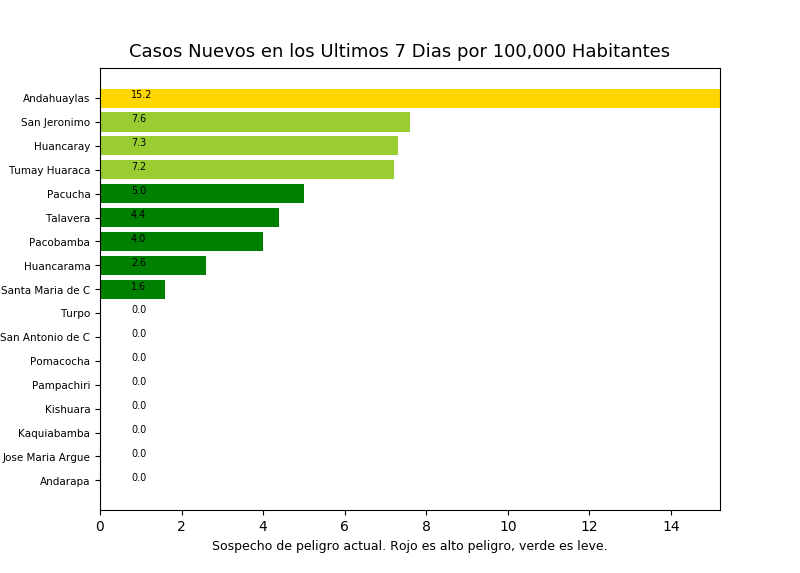 Casos Nuevos en los Ultimos 7 Dias por 100,000 Habitantes
Andahuaylas 15.2
San Jeronimo 7.6
Huancaray 7.3
Tumay Huaraca 7.2
Pacucha 5.0
Talavera 4.4
Pacobamba 4.0
Huancarama 2.6
Santa Maria de C 1.6
Turpo 0.0
San Antonio de C 0.0
Pomacocha 0.0
Pampachiri 0.0
Kishuara 0.0
Kaquiabamba 0.0
Jose Maria Argue 0.0
Andarapa 0.0
0 2 4 6 8 10 12 14
Sospecho de peligro actual. Rojo es alto peligro, verde es leve.